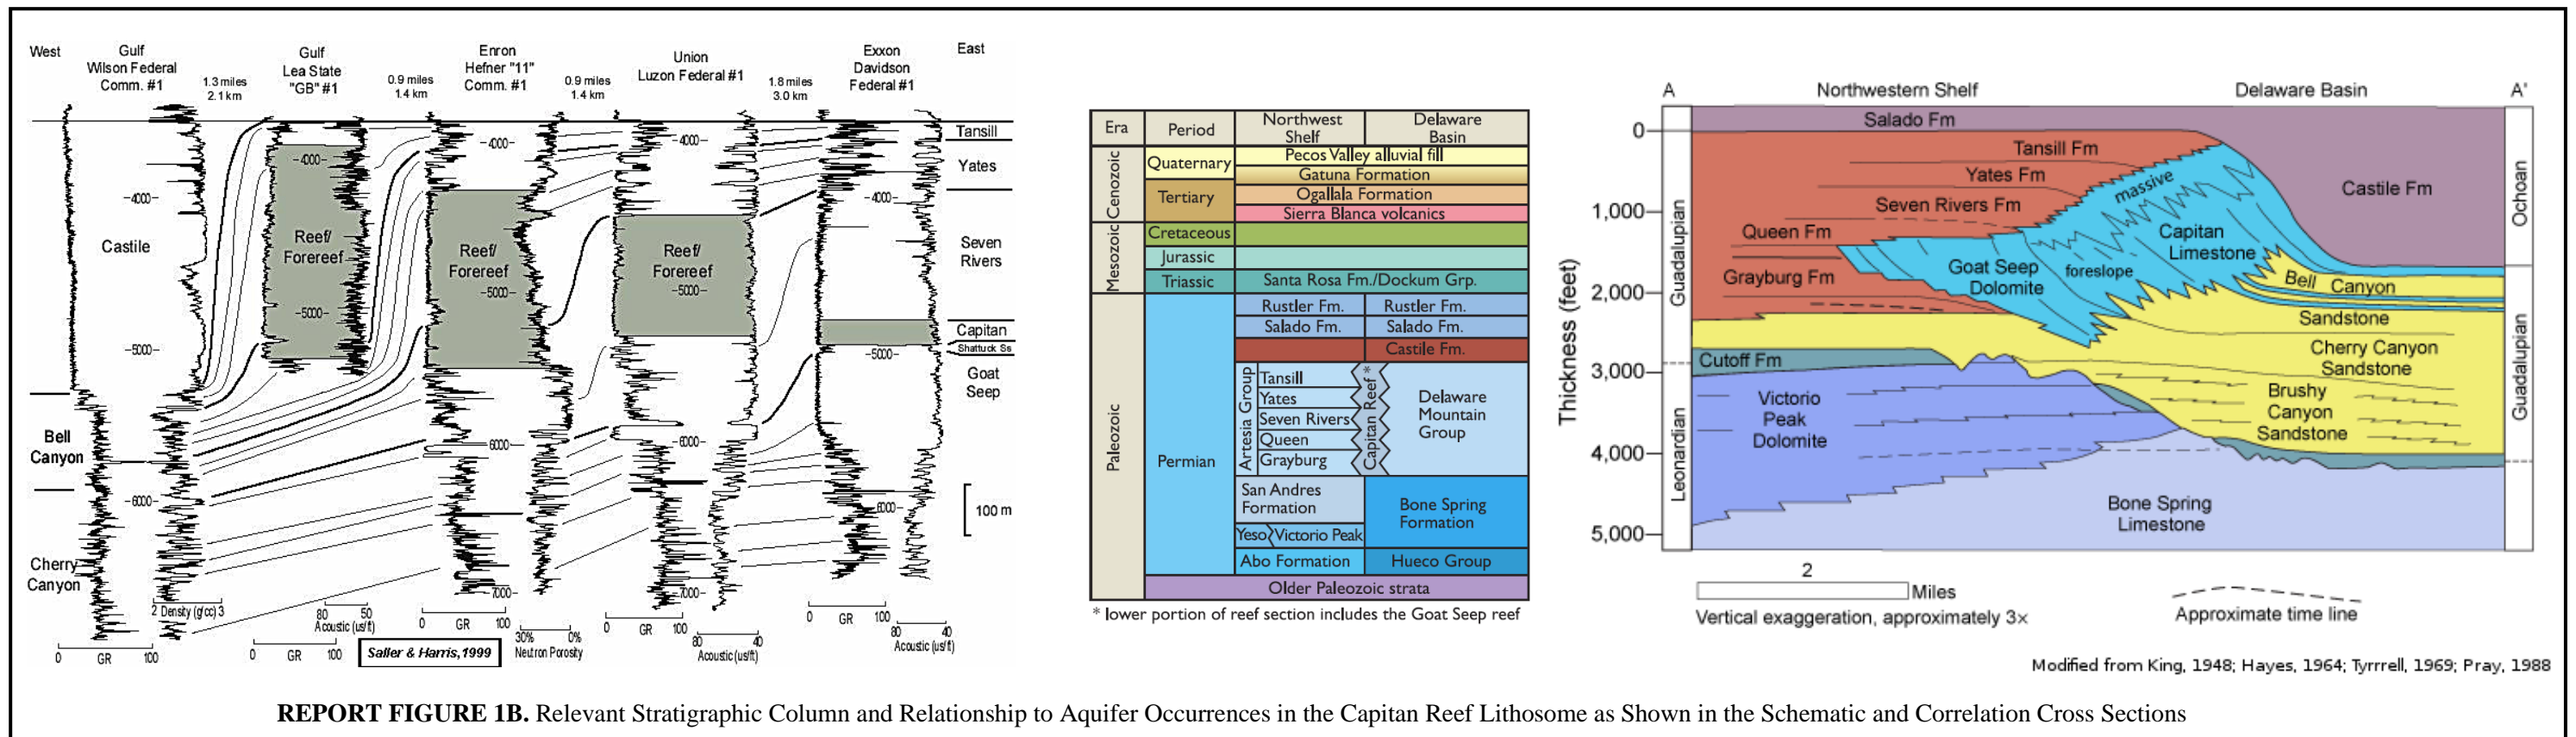 West
Gulf
Wilson Federal
Comm. #1
1.3 miles
2.1 km
Gulf
Lea State
"GB" #1
0.9 miles
1.4 km
Enron
Hefner "11"
Comm. #1
0.9 miles
1.4 km
Union
Luzon Federal #1
1.8 miles
3.0 km
Exxon
Davidson
Federal #1
East
-4000-
Castile
-5000-
Bell
Canyon
-6000-
Cherry
Canyon
2 Density (g/cc) 3
0 GR 100
-4000-
Reef/
Forereef
-5000-
80 50
Acoustic (us/ft)
0 GR 100
-4000-
Reef/
Forereef
-5000-
6000-
7000-
0 GR 100
30% 0%
Neutron Porosity
-4000-
Reef/
Forereef
-5000-
-6000-
-7000-
0 GR 100
80 40
Acoustic (us/ft)
-4000-
-5000-
6000-
0 GR 100
80 40
Acoustic (us/ft)
Tansill
Yates
Seven
Rivers
Capitan
Shattuck Ss
Goat
Seep
100 m
Saller & Harris, 1999
Era
Period
Northwest
Shelf
Delaware
Basin
Cenozoic
Quaternary
Pecos Valley alluvial fill
Gatuna Formation
Tertiary
Ogallala Formation
Sierra Blanca volcanics
Mesozoic
Cretaceous
Jurassic
Triassic
Santa Rosa Fm./Dockum Grp.
Paleozoic
Permian
Rustler Fm.
Rustler Fm.
Salado Fm.
Salado Fm.
Castile Fm.
Artesia Group
Tansill
Yates
Seven Rivers
Queen
Grayburg
Capitan Reef *
Delaware
Mountain
Group
San Andres
Formation
Yeso
Victorio Peak
Bone Spring
Formation
Abo Formation
Hueco Group
Older Paleozoic strata
* lower portion of reef section includes the Goat Seep reef
A
Northwestern Shelf
Delaware Basin
A'
Thickness (feet)
0
1,000
2,000
3,000
4,000
5,000
Guadalupian
Leonardian
Salado Fm
Tansill Fm
Yates Fm
Seven Rivers Fm
Queen Fm
Grayburg Fm
massive
Capitan
Limestone
Goat Seep
Dolomite
foreslope
Castile Fm
Bell Canyon
Sandstone
Cherry Canyon
Sandstone
Brushy
Canyon
Sandstone
Cutoff Fm
Victorio
Peak
Dolomite
Bone Spring
Limestone
Ochoan
Guadalupian
2
Miles
Vertical exaggeration, approximately 3×
Approximate time line
Modified from King, 1948; Hayes, 1964; Tyrrrell, 1969; Pray, 1988
REPORT FIGURE 1B. Relevant Stratigraphic Column and Relationship to Aquifer Occurrences in the Capitan Reef Lithosome as Shown in the Schematic and Correlation Cross Sections